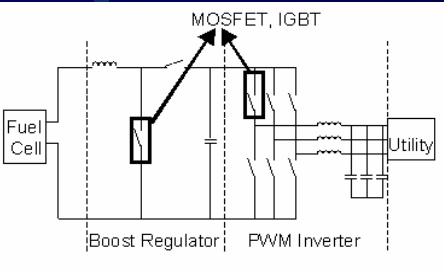 MOSFET, IGBT
Fuel
Cell
Utility
Boost Regulator
PWM Inverter